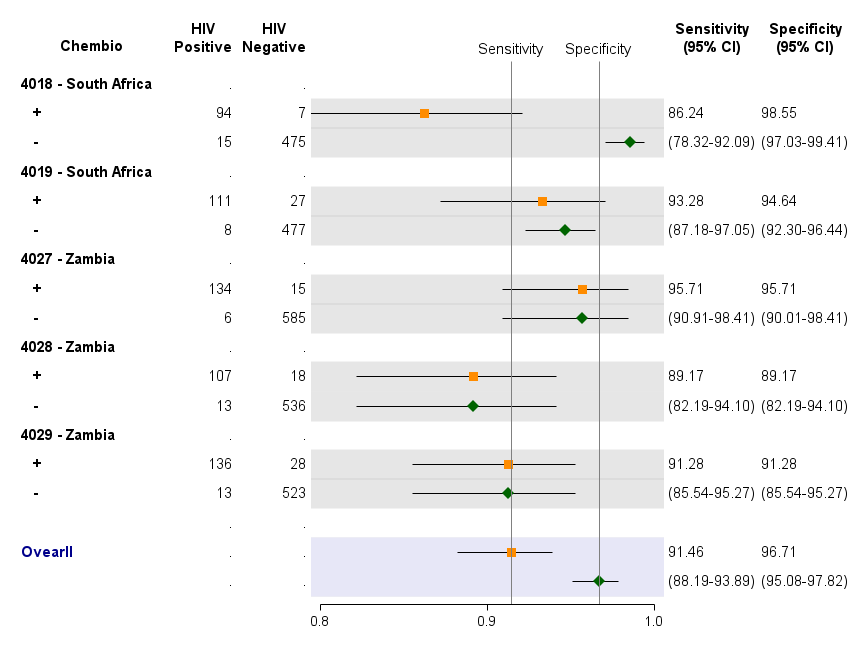 Chembio HIV Positive HIV Negative Sensitivity Specificity Sensitivity (95% CI) Specificity (95% CI)
4018 - South Africa . .
+ 94 7 86.24 98.55
- 15 475 (78.32-92.09) (97.03-99.41)
4019 - South Africa . .
+ 111 27 93.28 94.64
- 8 477 (87.18-97.05) (92.30-96.44)
4027 - Zambia . .
+ 134 15 95.71 95.71
- 6 585 (90.91-98.41) (90.01-98.41)
4028 - Zambia . .
+ 107 18 89.17 89.17
- 13 536 (82.19-94.10) (82.19-94.10)
4029 - Zambia . .
+ 136 28 91.28 91.28
- 13 523 (85.54-95.27) (85.54-95.27)
. .
Ovearll . . 91.46 96.71
. . (88.19-93.89) (95.08-97.82)
0.8 0.9 1.0